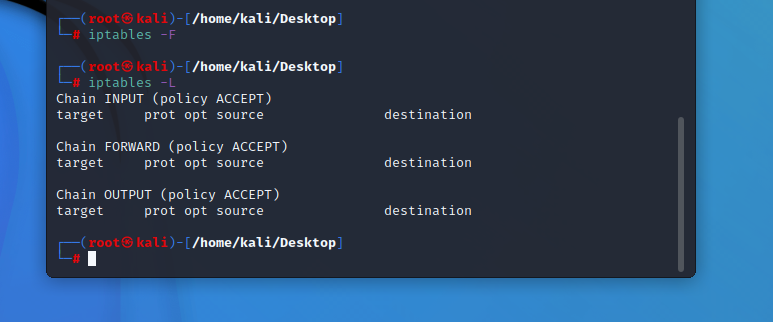 ┌──(root㉿kali)-[/home/kali/Desktop]
└─# iptables -F
┌──(root㉿kali)-[/home/kali/Desktop]
└─# iptables -L
Chain INPUT (policy ACCEPT)
target     prot opt source               destination
Chain FORWARD (policy ACCEPT)
target     prot opt source               destination
Chain OUTPUT (policy ACCEPT)
target     prot opt source               destination
┌──(root㉿kali)-[/home/kali/Desktop]
└─#